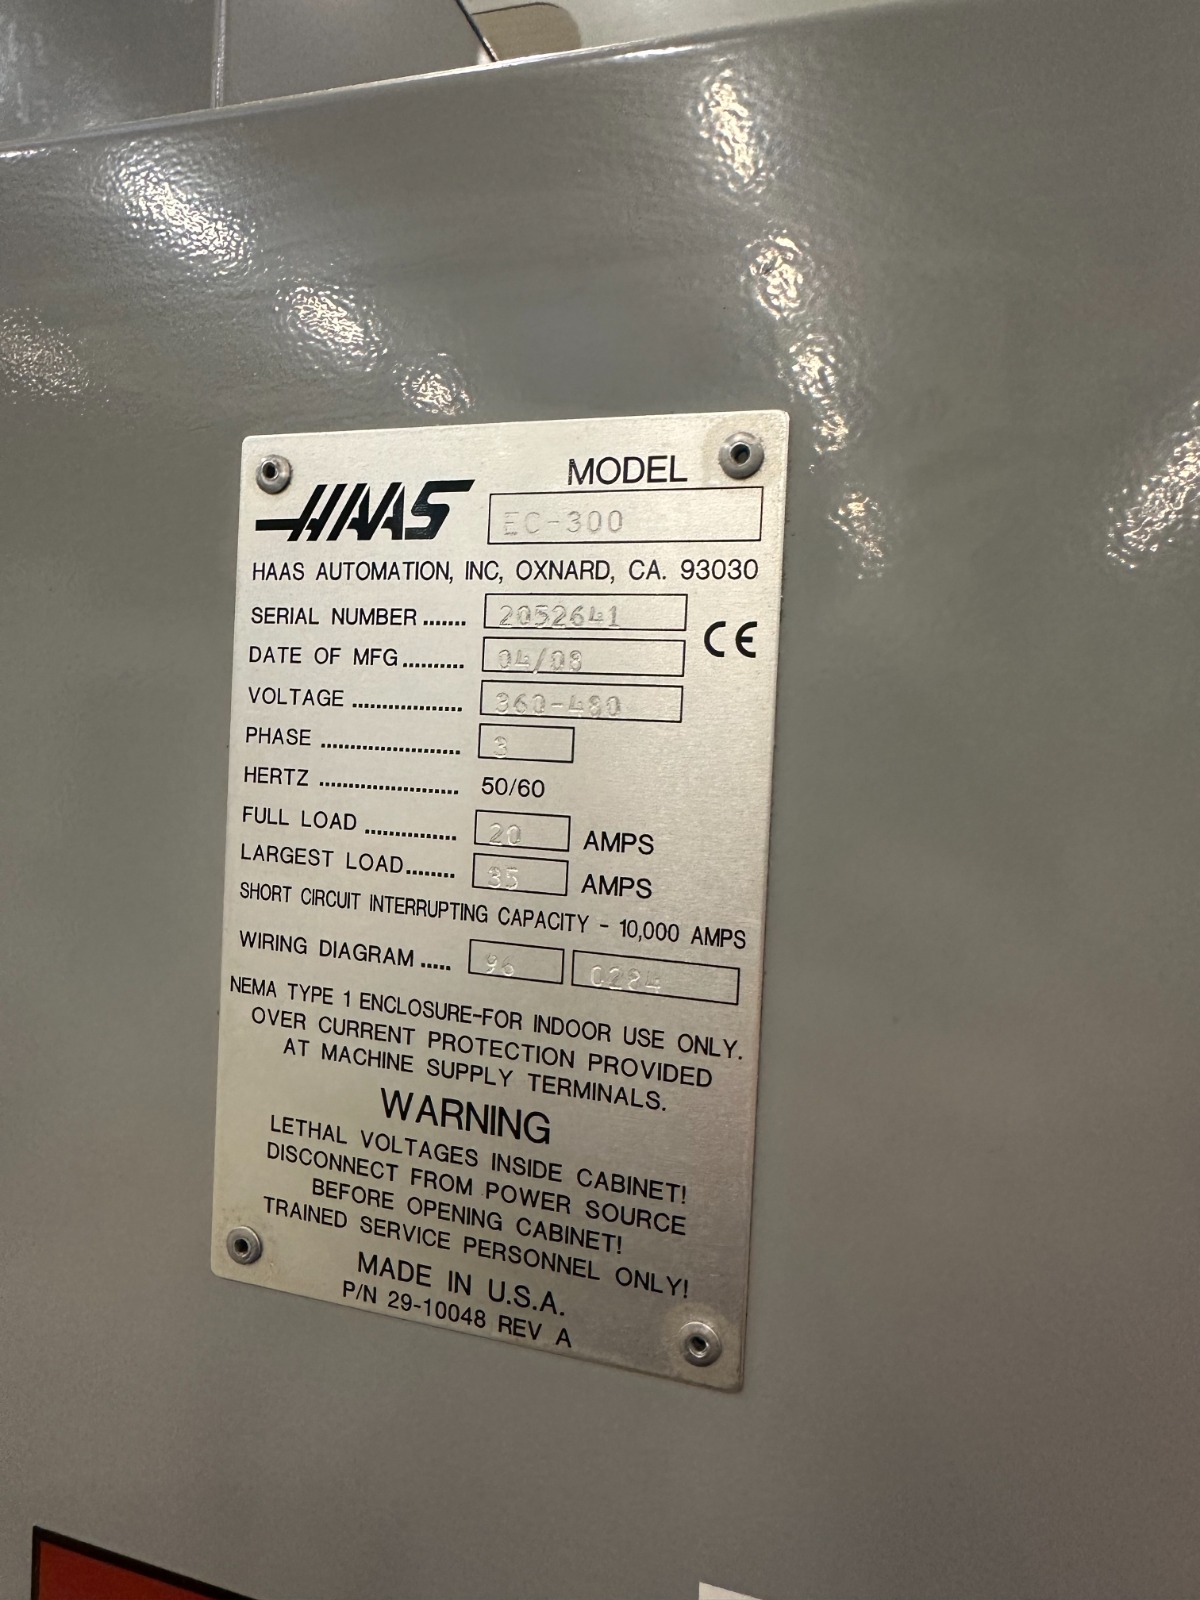 HAAS
MODEL
EC-300
HAAS AUTOMATION, INC, OXNARD, CA. 93030
SERIAL NUMBER ....... 2052641
CE
DATE OF MFG .......... 04/08
VOLTAGE .................. 360-480
PHASE ....................... 3
HERTZ ....................... 50/60
FULL LOAD ............... 20 AMPS
LARGEST LOAD ........ 35 AMPS
SHORT CIRCUIT INTERRUPTING CAPACITY - 10,000 AMPS
WIRING DIAGRAM ..... 96 0284
NEMA TYPE 1 ENCLOSURE-FOR INDOOR USE ONLY.
OVER CURRENT PROTECTION PROVIDED
AT MACHINE SUPPLY TERMINALS.
WARNING
LETHAL VOLTAGES INSIDE CABINET!
DISCONNECT FROM POWER SOURCE
BEFORE OPENING CABINET!
TRAINED SERVICE PERSONNEL ONLY!
MADE IN U.S.A.
P/N 29-10048 REV A